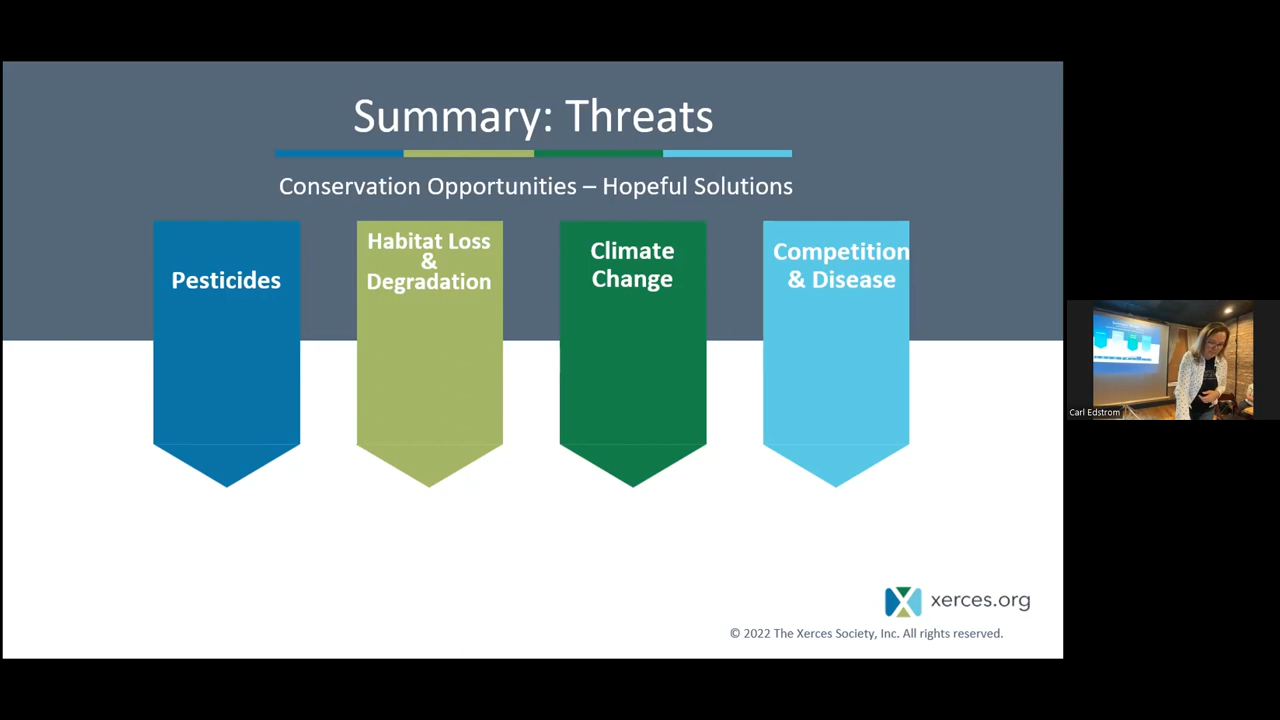 Summary: Threats
Conservation Opportunities – Hopeful Solutions
Pesticides
Habitat Loss
&
Degradation
Climate
Change
Competition
& Disease
xerces.org
© 2022 The Xerces Society, Inc. All rights reserved.
Carl Edstrom